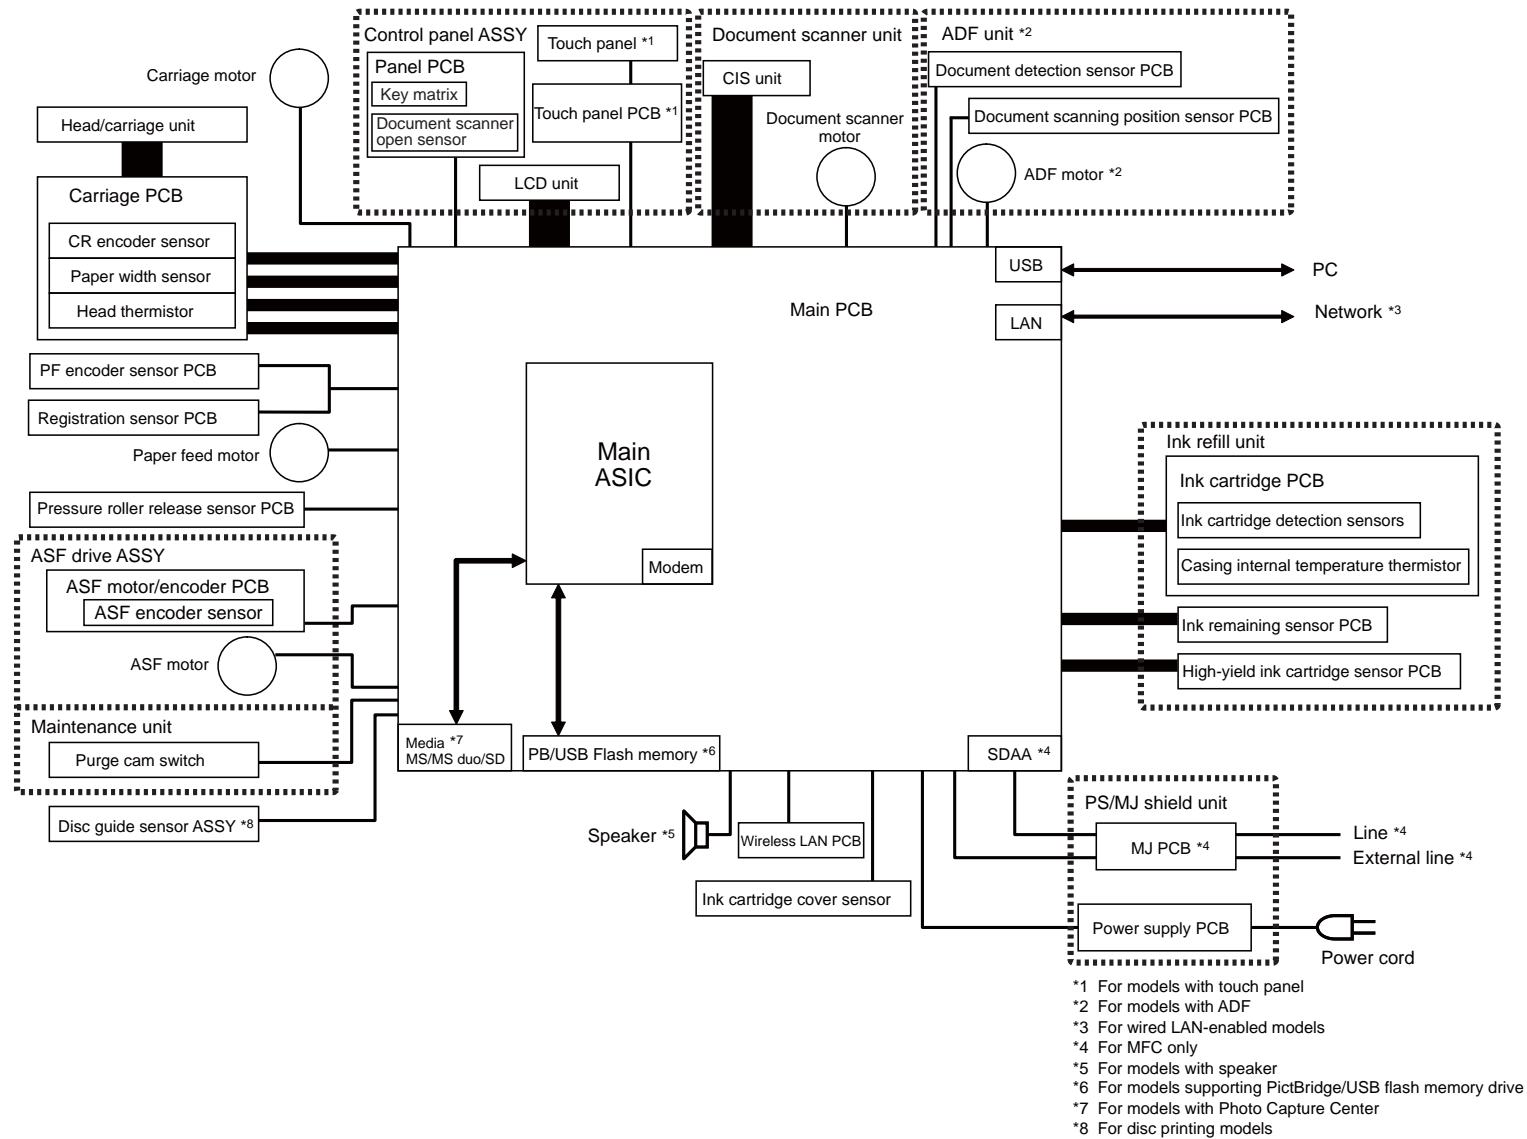 Control panel ASSY
Panel PCB
Key matrix
Document scanner
open sensor
Touch panel *1
Touch panel PCB *1
LCD unit
Document scanner unit
CIS unit
Document scanner
motor
ADF unit *2
Document detection sensor PCB
Document scanning position sensor PCB
ADF motor *2
Carriage motor
Head/carriage unit
Carriage PCB
CR encoder sensor
Paper width sensor
Head thermistor
PF encoder sensor PCB
Registration sensor PCB
Paper feed motor
Pressure roller release sensor PCB
ASF drive ASSY
ASF motor/encoder PCB
ASF encoder sensor
ASF motor
Maintenance unit
Purge cam switch
Disc guide sensor ASSY *8
Main PCB
Main
ASIC
Modem
USB
PC
LAN
Network *3
Ink refill unit
Ink cartridge PCB
Ink cartridge detection sensors
Casing internal temperature thermistor
Ink remaining sensor PCB
High-yield ink cartridge sensor PCB
Media *7
MS/MS duo/SD
PB/USB Flash memory *6
SDAA *4
Speaker *5
Wireless LAN PCB
Ink cartridge cover sensor
PS/MJ shield unit
MJ PCB *4
Line *4
External line *4
Power supply PCB
Power cord
*1 For models with touch panel
*2 For models with ADF
*3 For wired LAN-enabled models
*4 For MFC only
*5 For models with speaker
*6 For models supporting PictBridge/USB flash memory drive
*7 For models with Photo Capture Center
*8 For disc printing models